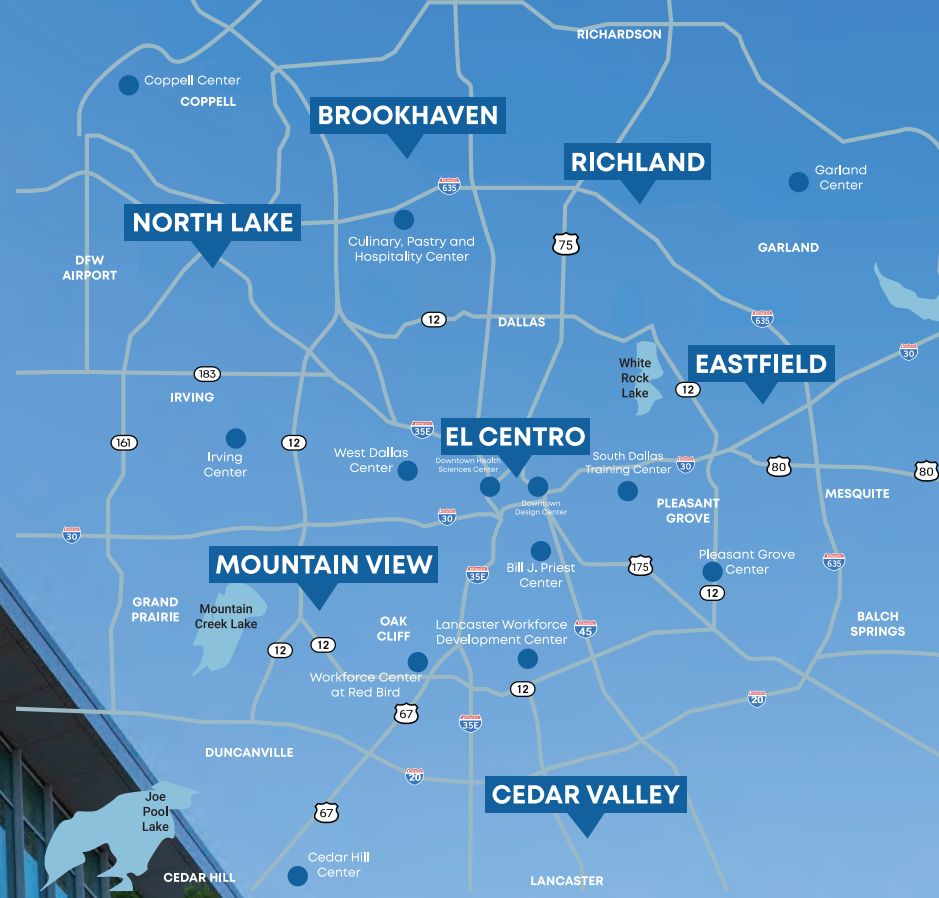 RICHARDSON
Coppell Center
COPPELL
BROOKHAVEN
RICHLAND
Garland
Center
635
NORTH LAKE
Culinary, Pastry and
Hospitality Center
75
GARLAND
DFW
AIRPORT
12
DALLAS
635
30
White
Rock
Lake
EASTFIELD
183
12
IRVING
35E
EL CENTRO
161
12
Irving
Center
West Dallas
Center
Downtown Health
Sciences Center
South Dallas
Training Center
30
80
80
MESQUITE
Downtown
Design Center
PLEASANT
GROVE
30
30
MOUNTAIN VIEW
35E
Bill J. Priest
Center
175
Pleasant Grove
Center
635
12
GRAND
PRAIRIE
Mountain
Creek Lake
OAK
CLIFF
Lancaster Workforce
Development Center
45
BALCH
SPRINGS
12
12
Workforce Center
at Red Bird
12
20
67
35E
DUNCANVILLE
20
CEDAR VALLEY
Joe
Pool
Lake
67
Cedar Hill
Center
CEDAR HILL
LANCASTER